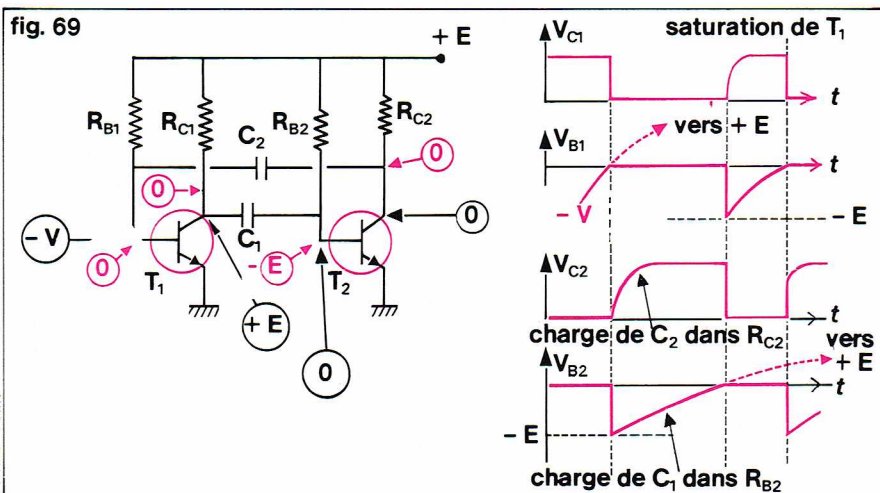 fig. 69
+ E
R_B1
R_C1
R_B2
R_C2
C_2
0
0
- V
0
C_1
- E
0
T_1
T_2
+ E
0
V_C1
saturation de T_1
t
V_B1
vers + E
t
- V
- E
V_C2
t
charge de C_2 dans R_C2
V_B2
vers
+ E
t
- E
charge de C_1 dans R_B2